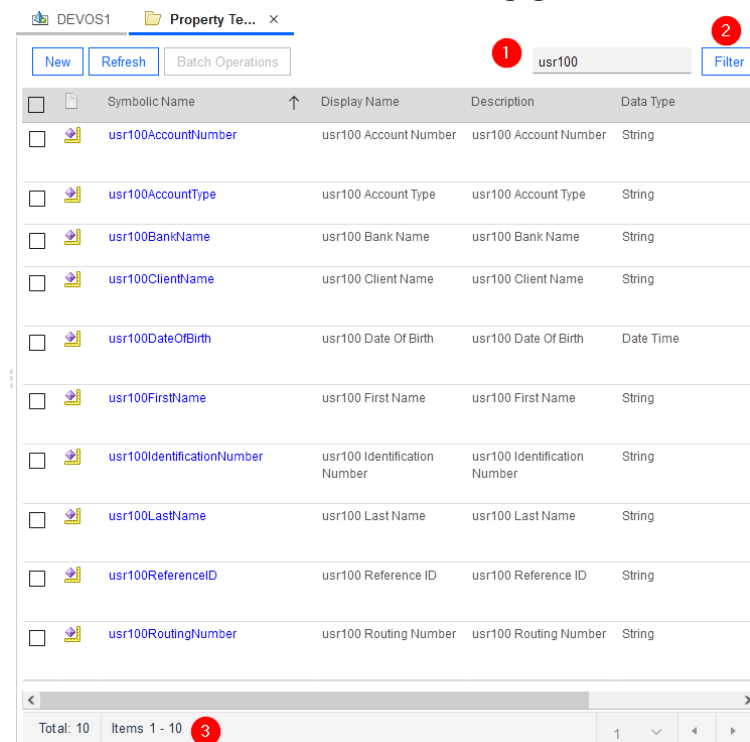 DEVOS1 Property Te... ×
2
New Refresh Batch Operations 1 usr100 Filter
Symbolic Name ↑ Display Name Description Data Type
usr100AccountNumber usr100 Account Number usr100 Account Number String
usr100AccountType usr100 Account Type usr100 Account Type String
usr100BankName usr100 Bank Name usr100 Bank Name String
usr100ClientName usr100 Client Name usr100 Client Name String
usr100DateOfBirth usr100 Date Of Birth usr100 Date Of Birth Date Time
usr100FirstName usr100 First Name usr100 First Name String
usr100IdentificationNumber usr100 Identification usr100 Identification String
Number Number
usr100LastName usr100 Last Name usr100 Last Name String
usr100ReferenceID usr100 Reference ID usr100 Reference ID String
usr100RoutingNumber usr100 Routing Number usr100 Routing Number String
Total: 10 Items 1 - 10 3 1